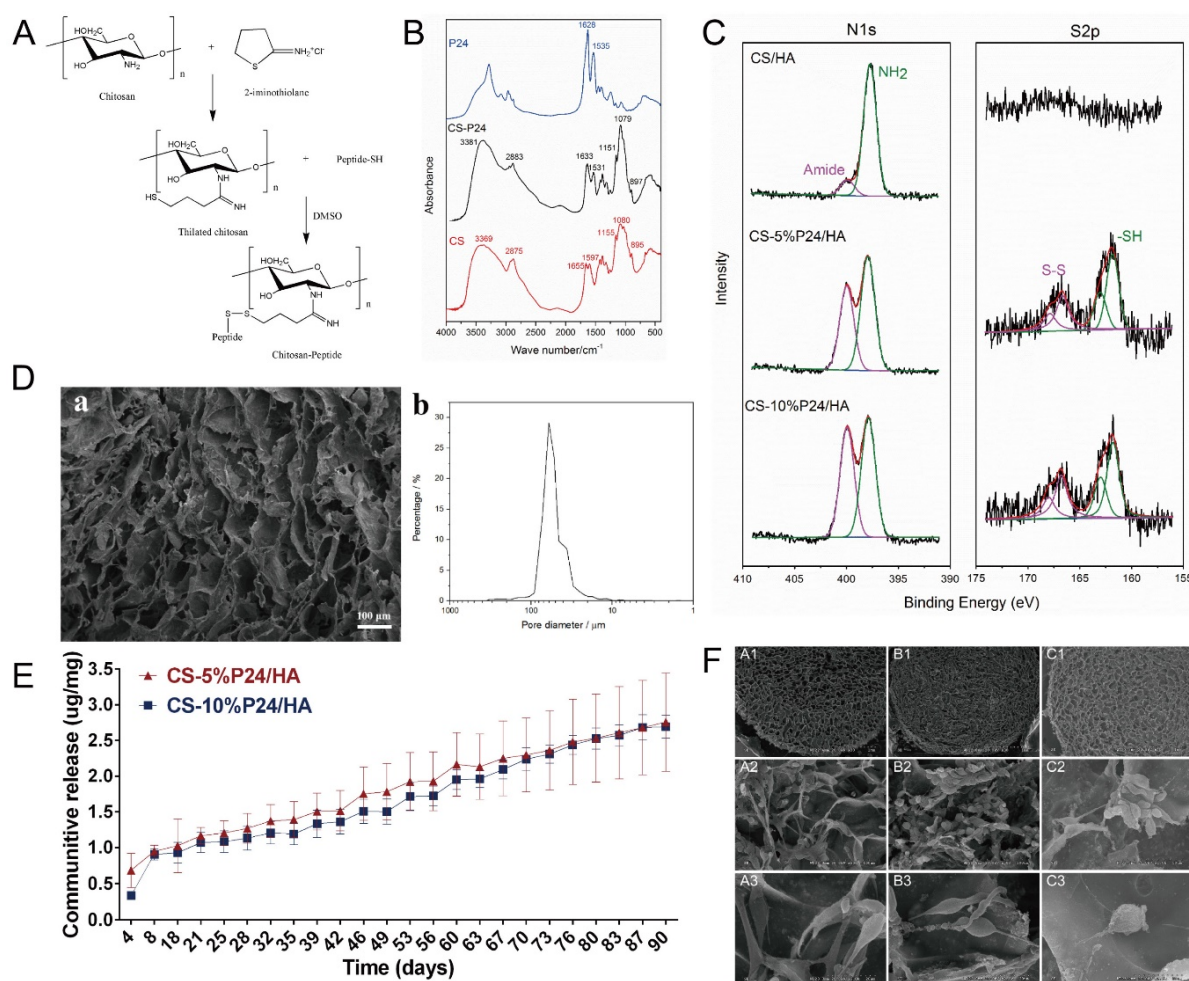 A
HOH₂C
HO
NH₂
O
n
Chitosan
+
S
NH₂⁺Cl⁻
2-iminothiolane
HOH₂C
HO
NH
O
n
HS
NH
Thilated chitosan
+
Peptide-SH
DMSO
HOH₂C
HO
NH
O
n
S
S
NH
Peptide
Chitosan-Peptide
B
P24
1628
1535
CS-P24
3381
2883
1633
1531
1151
1079
897
CS
3369
2875
1655
1597
1155
1080
895
Absorbance
4000 3500 3000 2500 2000 1500 1000 500
Wave number/cm⁻¹
C
N1s
S2p
CS/HA
NH₂
Amide
CS-5%P24/HA
-SH
S-S
CS-10%P24/HA
Intensity
410 405 400 395 390
175 170 165 160 155
Binding Energy (eV)
D
a
100 μm
b
Percentage / %
30
25
20
15
10
5
0
1000 100 10 1
Pore diameter / μm
E
CS-5%P24/HA
CS-10%P24/HA
Communitive release (ug/mg)
3.5
3.0
2.5
2.0
1.5
1.0
0.5
0.0
4 8 18 21 25 28 32 35 39 42 46 49 53 56 60 63 67 70 73 76 80 83 87 90
Time (days)
F
A1 B1 C1
A2 B2 C2
A3 B3 C3